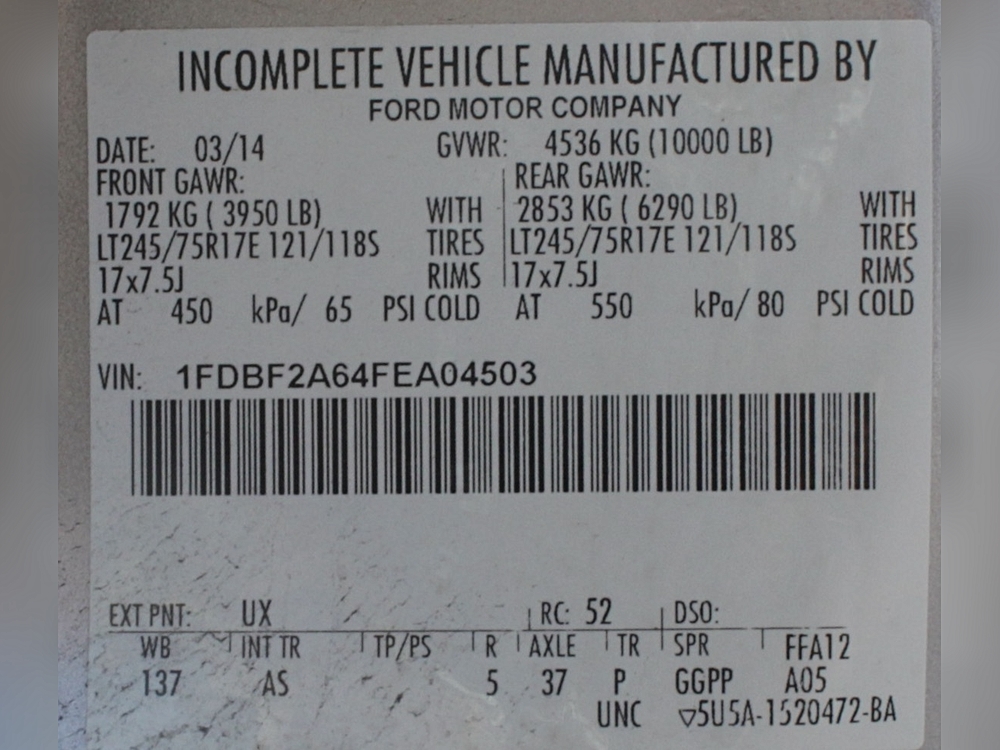 INCOMPLETE VEHICLE MANUFACTURED BY
FORD MOTOR COMPANY
DATE: 03/14 GVWR: 4536 KG (10000 LB)
FRONT GAWR: REAR GAWR:
1792 KG ( 3950 LB) WITH 2853 KG ( 6290 LB) WITH
LT245/75R17E 121/118S TIRES LT245/75R17E 121/118S TIRES
17x7.5J RIMS 17x7.5J RIMS
AT 450 kPa/ 65 PSI COLD AT 550 kPa/ 80 PSI COLD
VIN: 1FDBF2A64FEA04503
EXT PNT: UX RC: 52 DSO:
WB INT TR TP/PS R AXLE TR SPR FFA12
137 AS 5 37 P GGPP A05
UNC ▽5U5A-1520472-BA